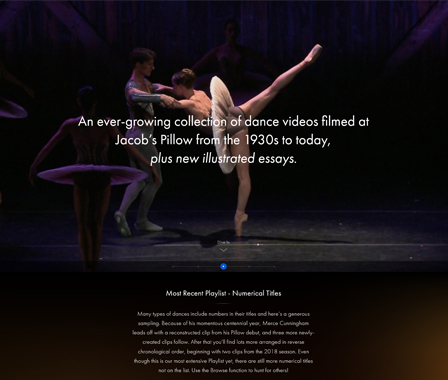 An ever-growing collection of dance videos filmed at
Jacob's Pillow from the 1930s to today,
plus new illustrated essays.
Most Recent Playlist - Numerical Titles
Many types of dances include numbers in their titles and here's a generous
sampling. Because of his momentous centennial year, Merce Cunningham
leads off with a reconstructed clip from his Pillow debut, and three more newly-
created clips follow. After that you'll find lots more arranged in reverse
chronological order, beginning with two clips from the 2018 season. Even
though this is our most extensive Playlist yet, there are still more numerical titles
not on the list. Use the Browse function to hunt for others!